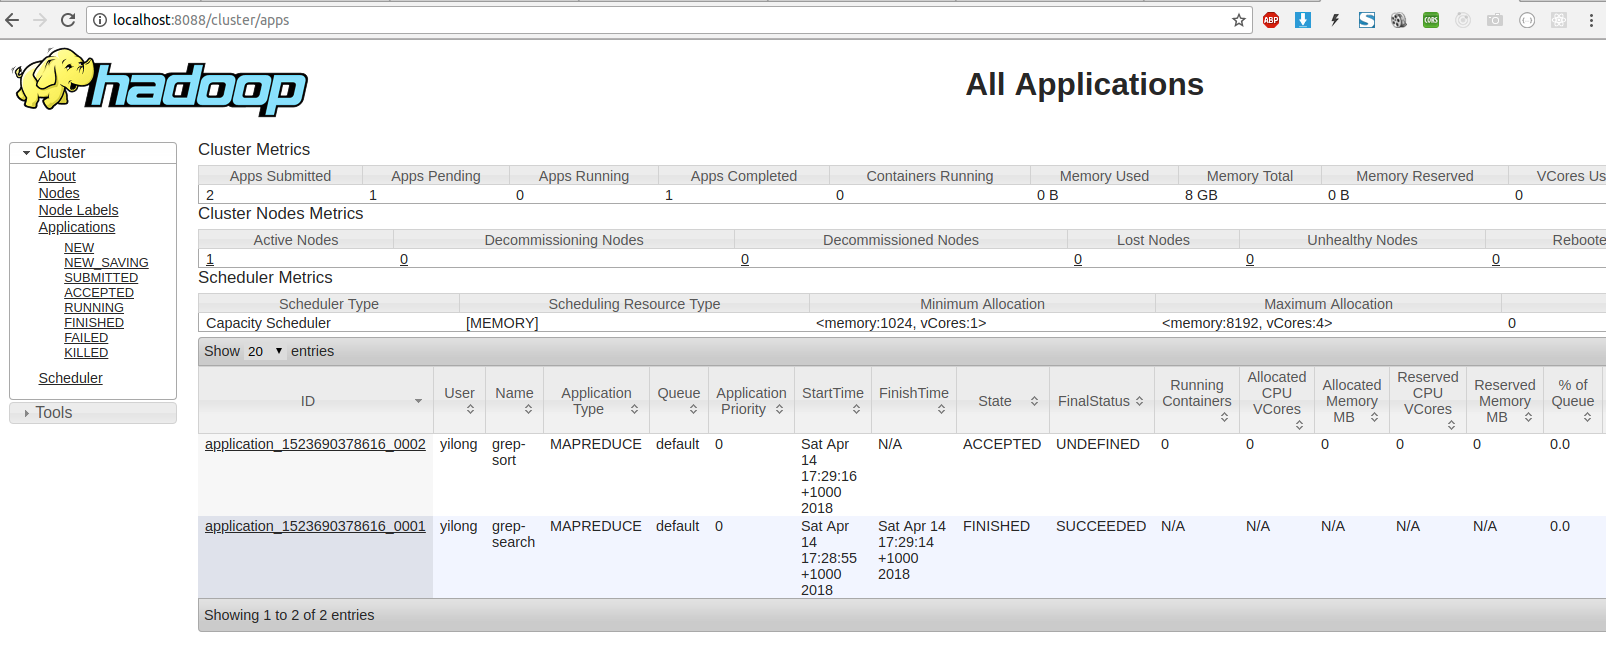 localhost:8088/cluster/apps
ABP
CORS
hadoop
All Applications
Cluster
About
Nodes
Node Labels
Applications
NEW
NEW_SAVING
SUBMITTED
ACCEPTED
RUNNING
FINISHED
FAILED
KILLED
Scheduler
Tools
Cluster Metrics
Apps Submitted Apps Pending Apps Running Apps Completed Containers Running Memory Used Memory Total Memory Reserved VCores Us
2 1 0 1 0 0 B 8 GB 0 B 0
Cluster Nodes Metrics
Active Nodes Decommissioning Nodes Decommissioned Nodes Lost Nodes Unhealthy Nodes Reboote
1 0 0 0 0 0
Scheduler Metrics
Scheduler Type Scheduling Resource Type Minimum Allocation Maximum Allocation
Capacity Scheduler [MEMORY] <memory:1024, vCores:1> <memory:8192, vCores:4> 0
Show 20 entries
ID User Name Application Type Queue Application Priority StartTime FinishTime State FinalStatus Running Containers Allocated CPU VCores Allocated Memory MB Reserved CPU VCores Reserved Memory MB % of Queue
application_1523690378616_0002 yilong grep-sort MAPREDUCE default 0 Sat Apr 14 17:29:16 +1000 2018 N/A ACCEPTED UNDEFINED 0 0 0 0 0 0.0
application_1523690378616_0001 yilong grep-search MAPREDUCE default 0 Sat Apr 14 17:28:55 +1000 2018 Sat Apr 14 17:29:14 +1000 2018 FINISHED SUCCEEDED N/A N/A N/A N/A N/A 0.0
Showing 1 to 2 of 2 entries